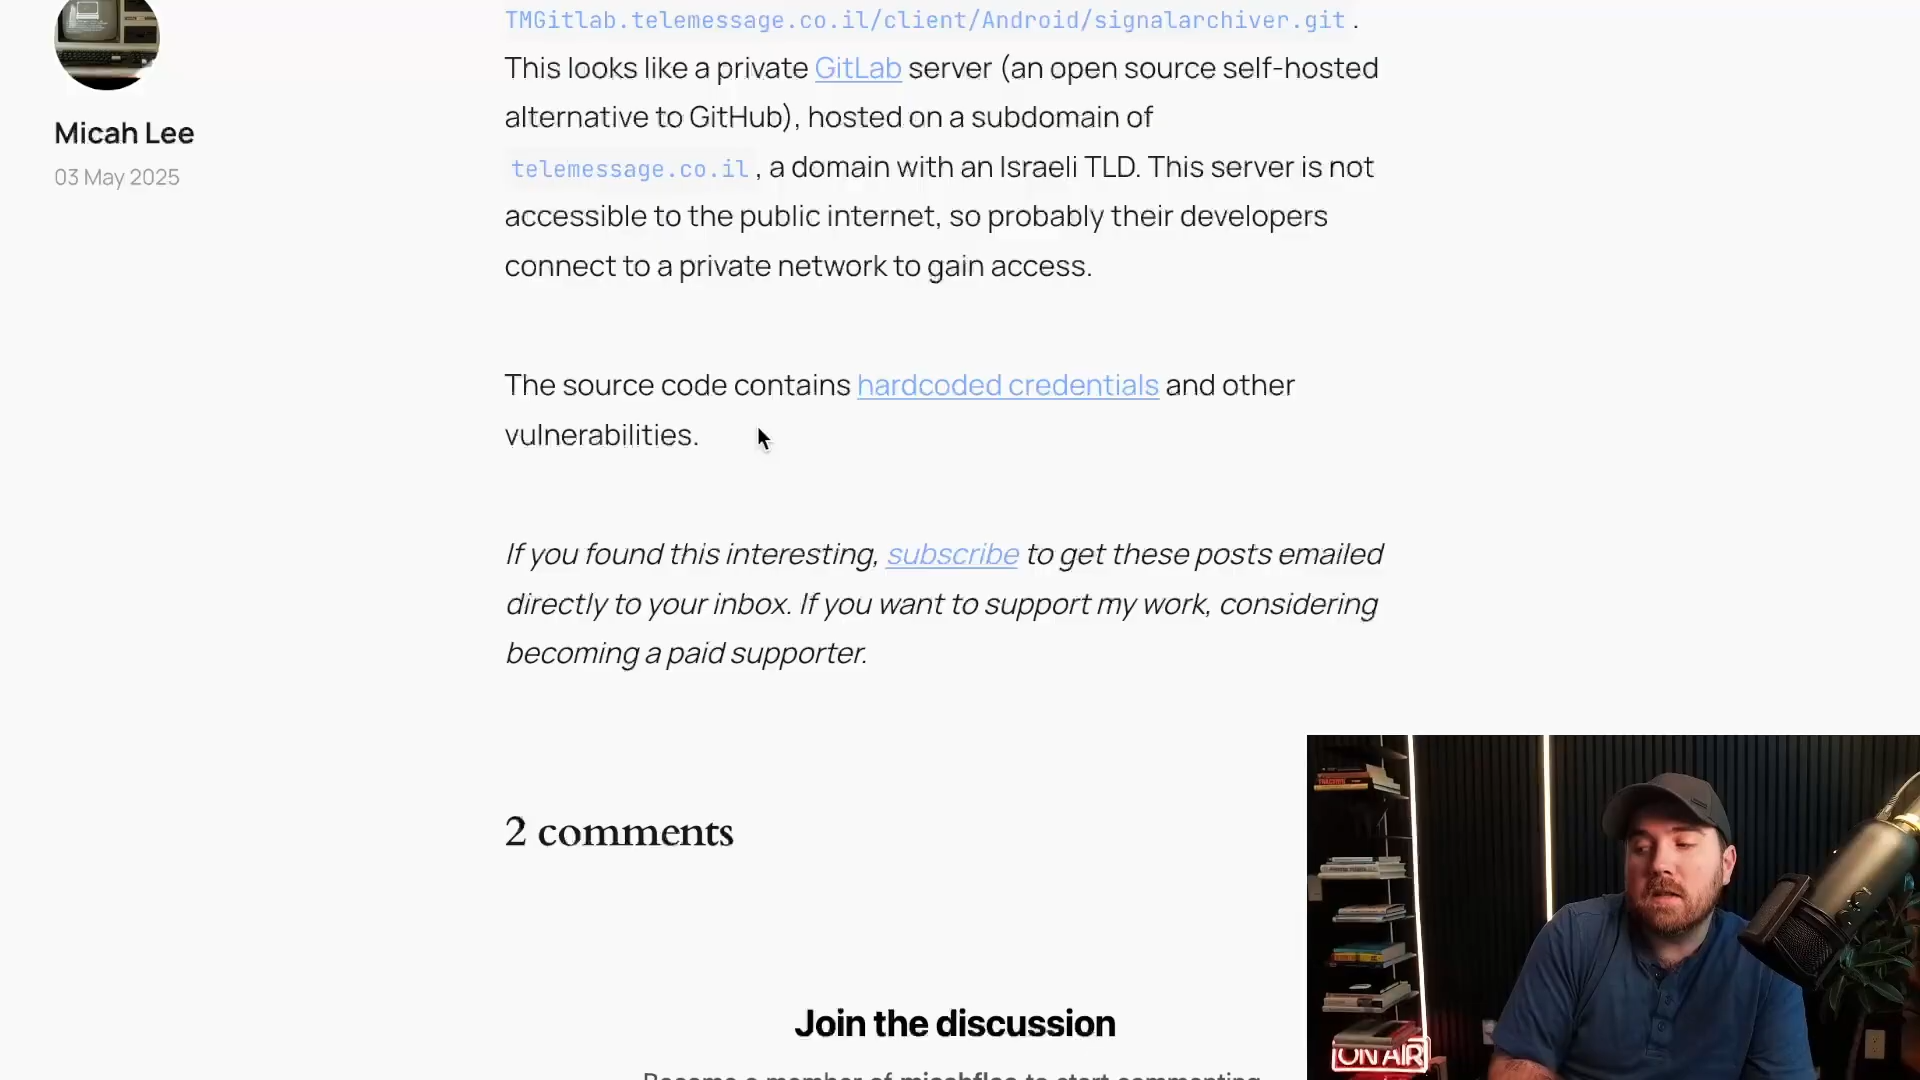 TMGitlab.telemessage.co.il/client/Android/signalarchiver.git .
This looks like a private GitLab server (an open source self-hosted
alternative to GitHub), hosted on a subdomain of
telemessage.co.il , a domain with an Israeli TLD. This server is not
accessible to the public internet, so probably their developers
connect to a private network to gain access.
Micah Lee
03 May 2025
The source code contains hardcoded credentials and other
vulnerabilities.
If you found this interesting, subscribe to get these posts emailed
directly to your inbox. If you want to support my work, considering
becoming a paid supporter.
2 comments
Join the discussion
Become a member of micahflee to start commenting
ON AIR